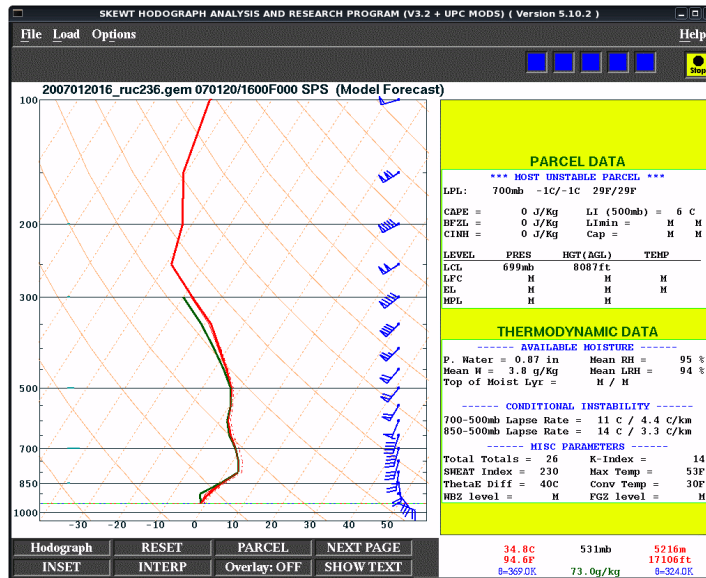 SKEWT HODOGRAPH ANALYSIS AND RESEARCH PROGRAM (V3.2 + UPC MODS) ( Version 5.10.2 )
File Load Options Help
Stop
2007012016_ruc236.gem 070120/1600F000 SPS (Model Forecast)
100
200
300
400
500
700
850
1000
-30 -20 -10 0 10 20 30 40 50
PARCEL DATA
*** MOST UNSTABLE PARCEL ***
LPL: 700mb -1C/-1C 29F/29F
CAPE = 0 J/Kg LI (500mb) = 6 C
BFZL = 0 J/Kg LImin = M M
CINH = 0 J/Kg Cap = M M
LEVEL PRES HGT(AGL) TEMP
LCL 699mb 8087ft
LFC M M M
EL M M M
MPL M M
THERMODYNAMIC DATA
------ AVAILABLE MOISTURE ------
P. Water = 0.87 in Mean RH = 95 %
Mean W = 3.8 g/Kg Mean LRH = 94 %
Top of Moist Lyr = M / M
------ CONDITIONAL INSTABILITY ------
700-500mb Lapse Rate = 11 C / 4.4 C/km
850-500mb Lapse Rate = 14 C / 3.3 C/km
------ MISC PARAMETERS ------
Total Totals = 26 K-Index = 14
SWEAT Index = 230 Max Temp = 53F
ThetaE Diff = 40C Conv Temp = 30F
WBZ level = M FGZ level = M
Hodograph RESET PARCEL NEXT PAGE
INSET INTERP Overlay: OFF SHOW TEXT
34.8C 531mb 5216m
94.6F 17106ft
θ=369.0K 73.0g/kg θ=324.0K